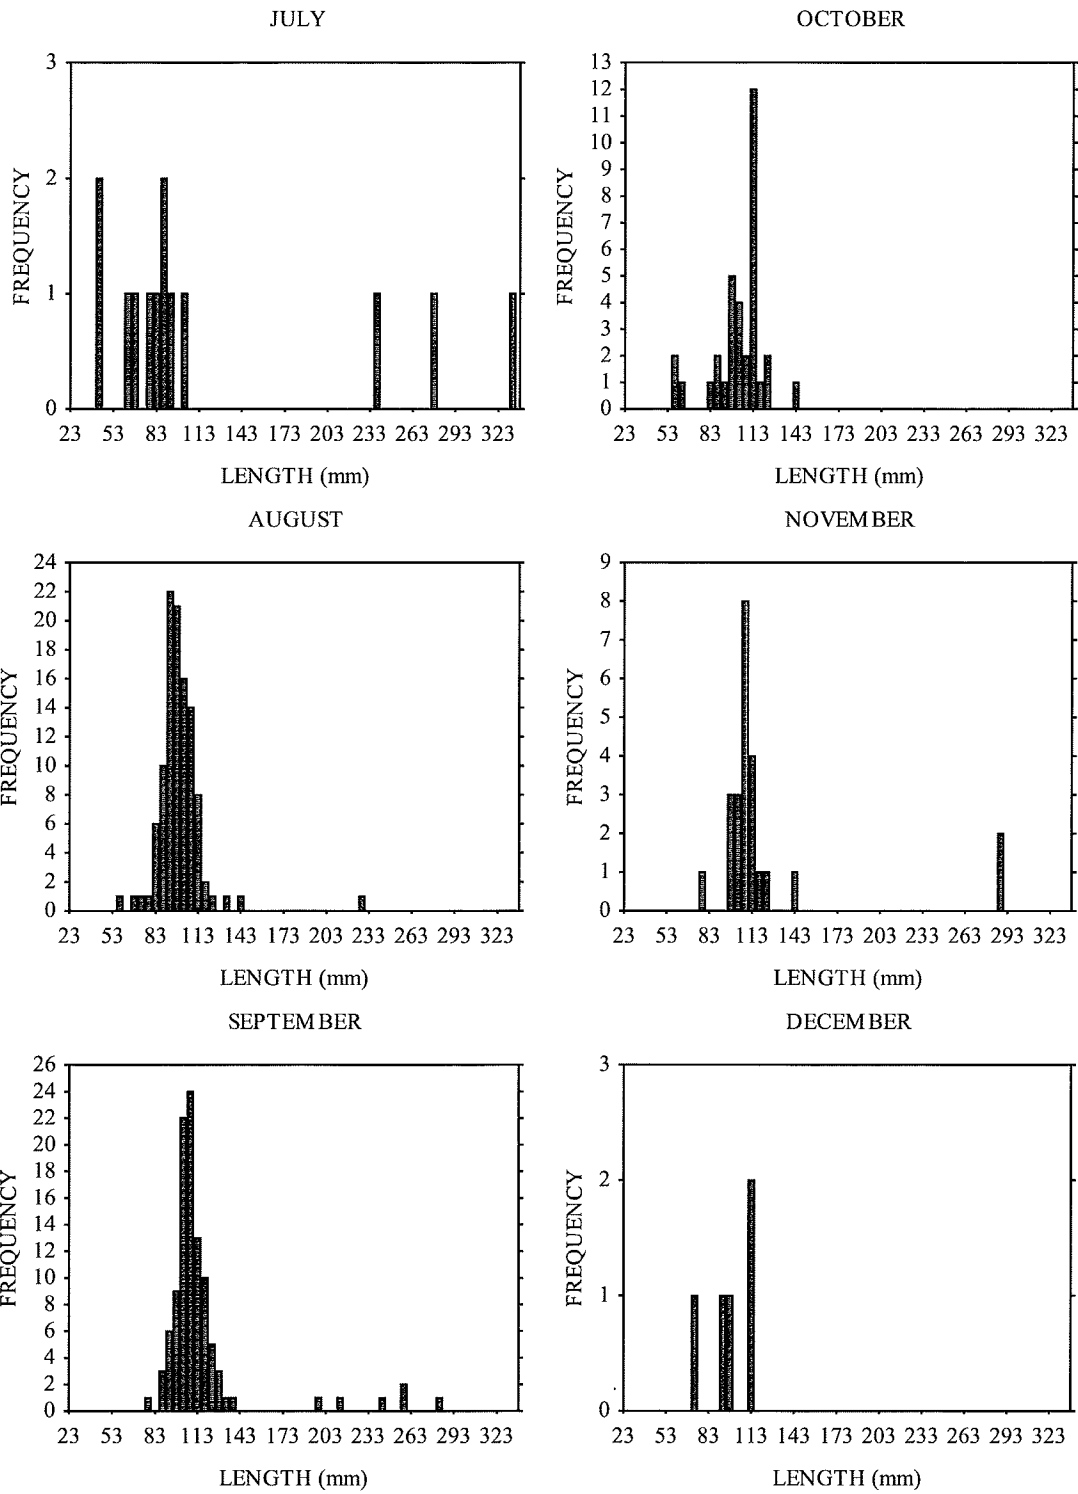 JULY
3
2
1
0
FREQUENCY
23 53 83 113 143 173 203 233 263 293 323
LENGTH (mm)
OCTOBER
13
12
11
10
9
8
7
6
5
4
3
2
1
0
FREQUENCY
23 53 83 113 143 173 203 233 263 293 323
LENGTH (mm)
AUGUST
24
22
20
18
16
14
12
10
8
6
4
2
0
FREQUENCY
23 53 83 113 143 173 203 233 263 293 323
LENGTH (mm)
NOVEMBER
9
8
7
6
5
4
3
2
1
0
FREQUENCY
23 53 83 113 143 173 203 233 263 293 323
LENGTH (mm)
SEPTEMBER
26
24
22
20
18
16
14
12
10
8
6
4
2
0
FREQUENCY
23 53 83 113 143 173 203 233 263 293 323
LENGTH (mm)
DECEMBER
3
2
1
0
FREQUENCY
23 53 83 113 143 173 203 233 263 293 323
LENGTH (mm)